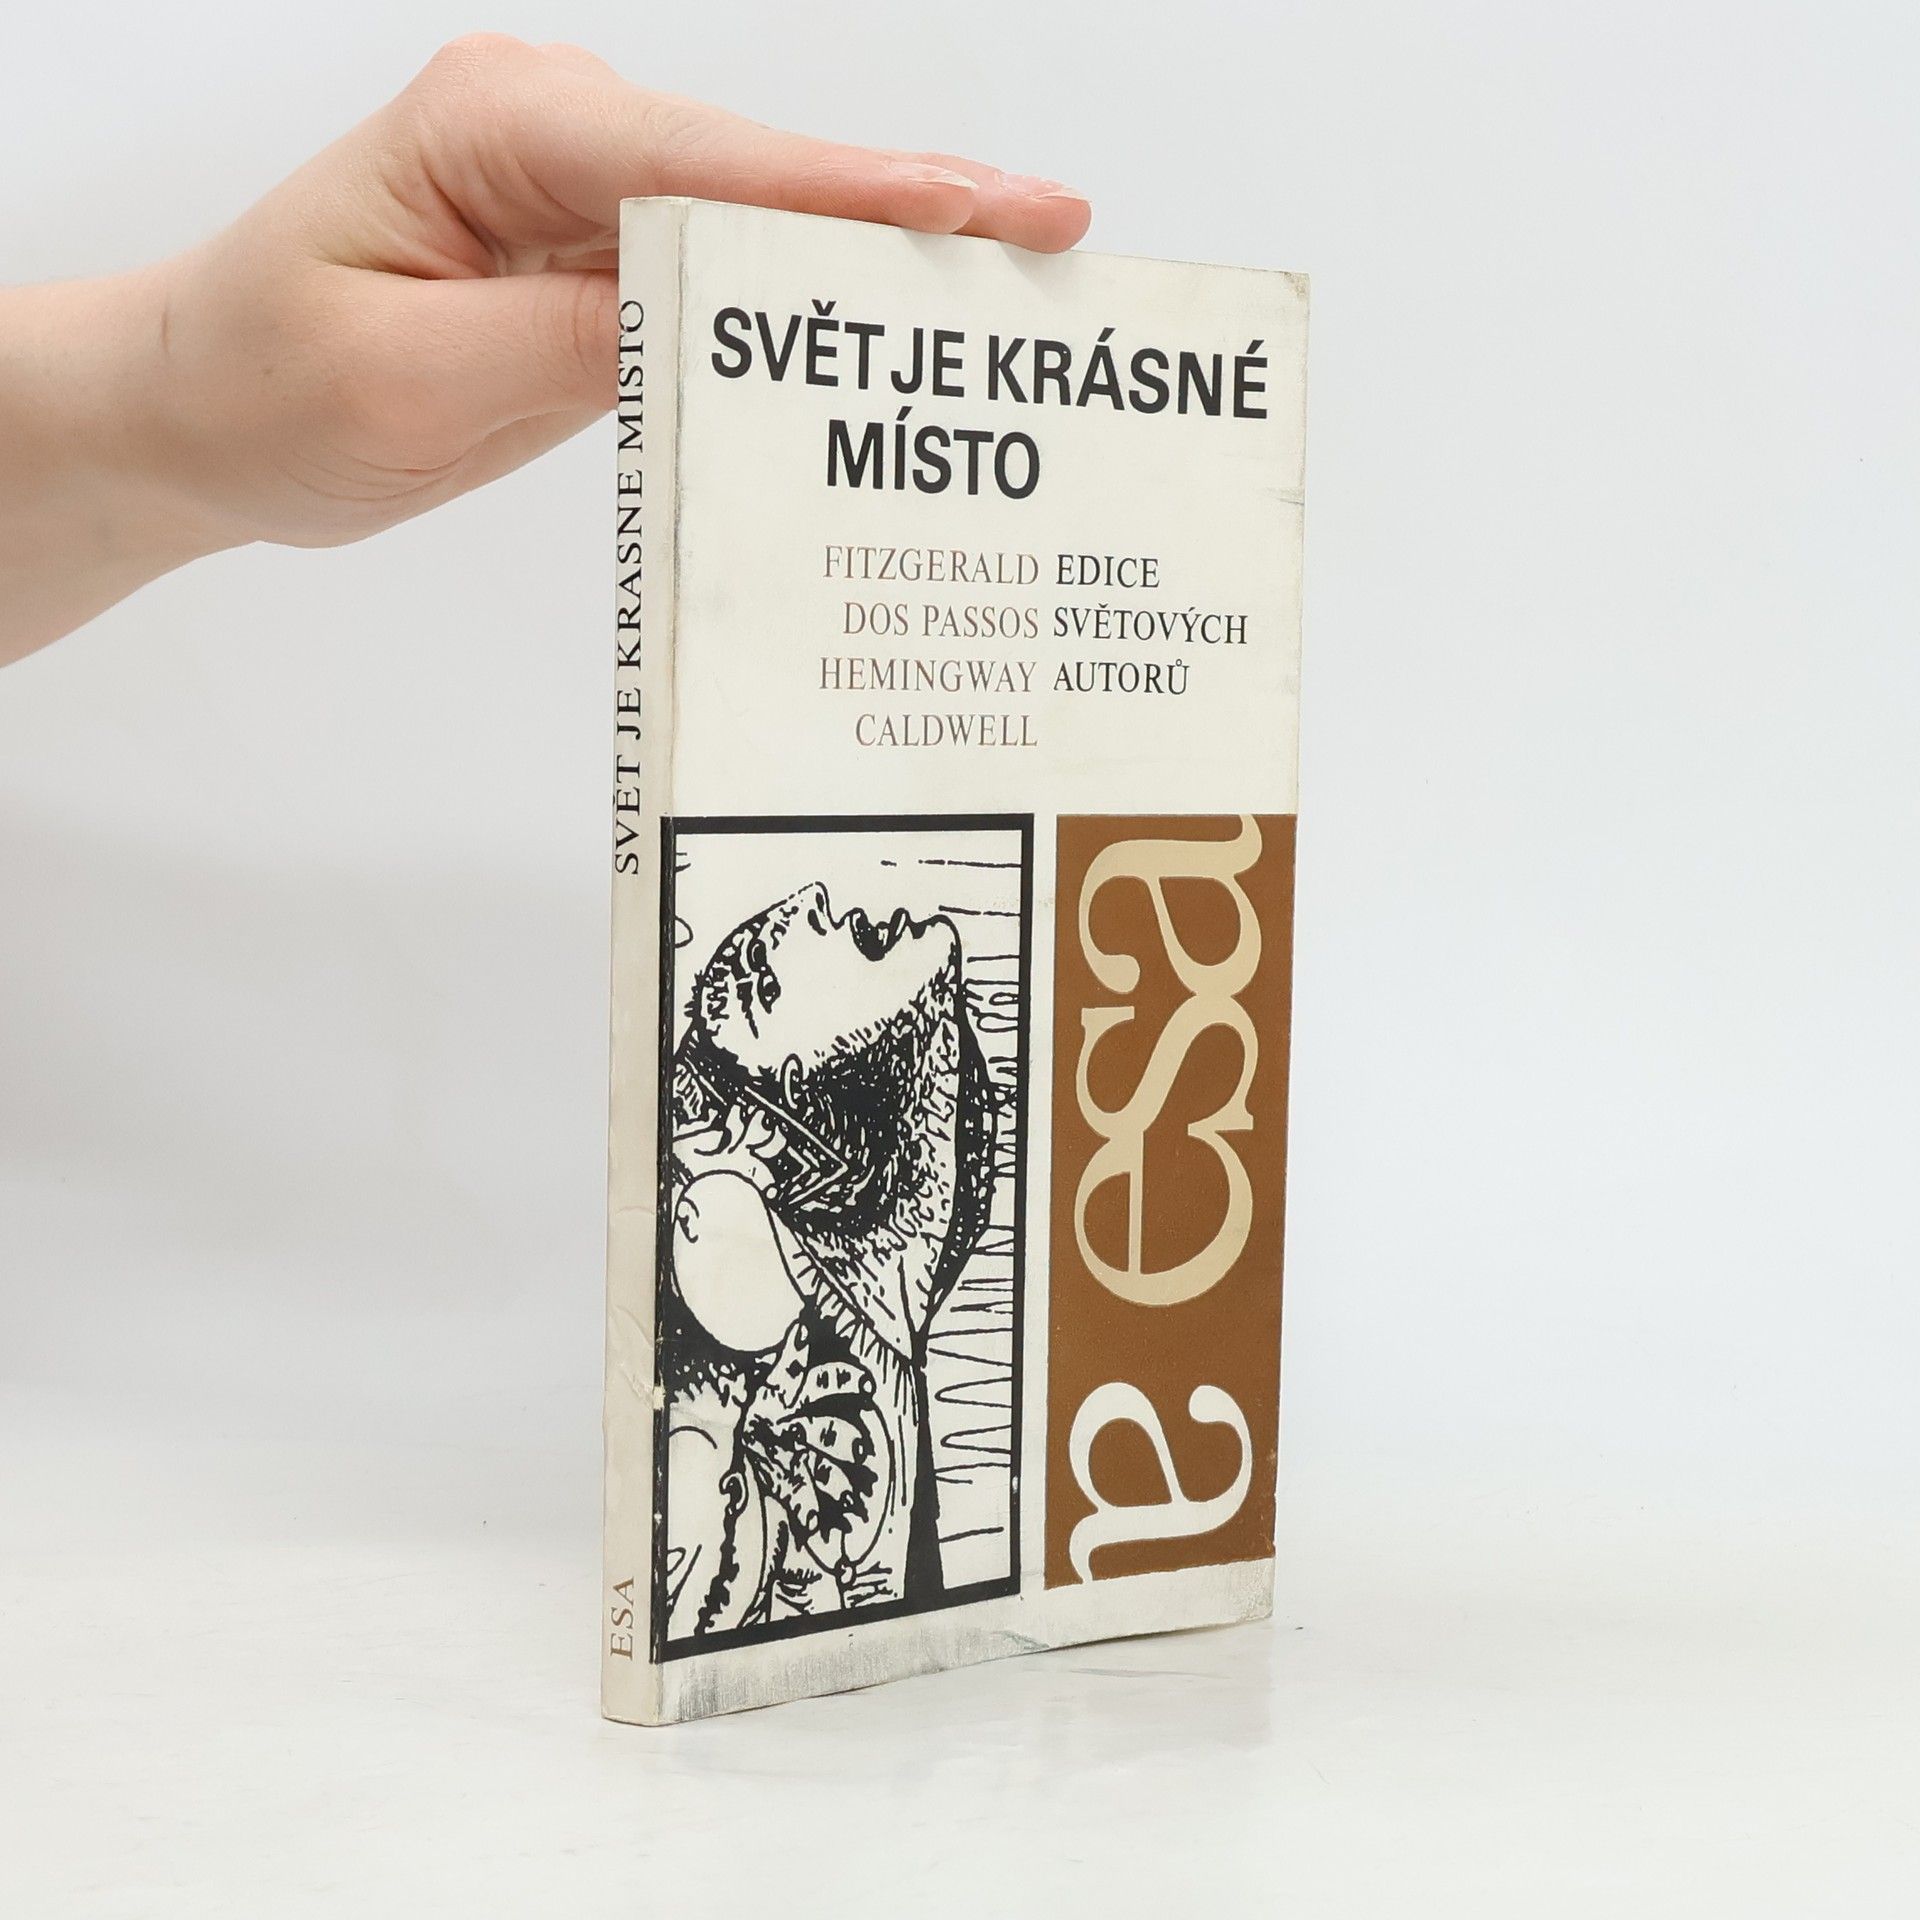 SVĚT JE KRÁSNÉ MÍSTO
ESA
SVĚT JE KRÁSNÉ
MÍSTO
FITZGERALD EDICE
DOS PASSOS SVĚTOVÝCH
HEMINGWAY AUTORŮ
CALDWELL
a esa